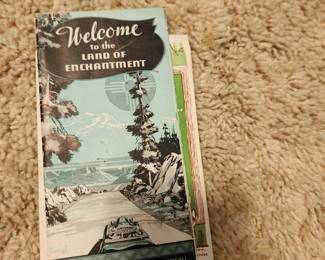 Welcome
to the
LAND OF
ENCHANTMENT